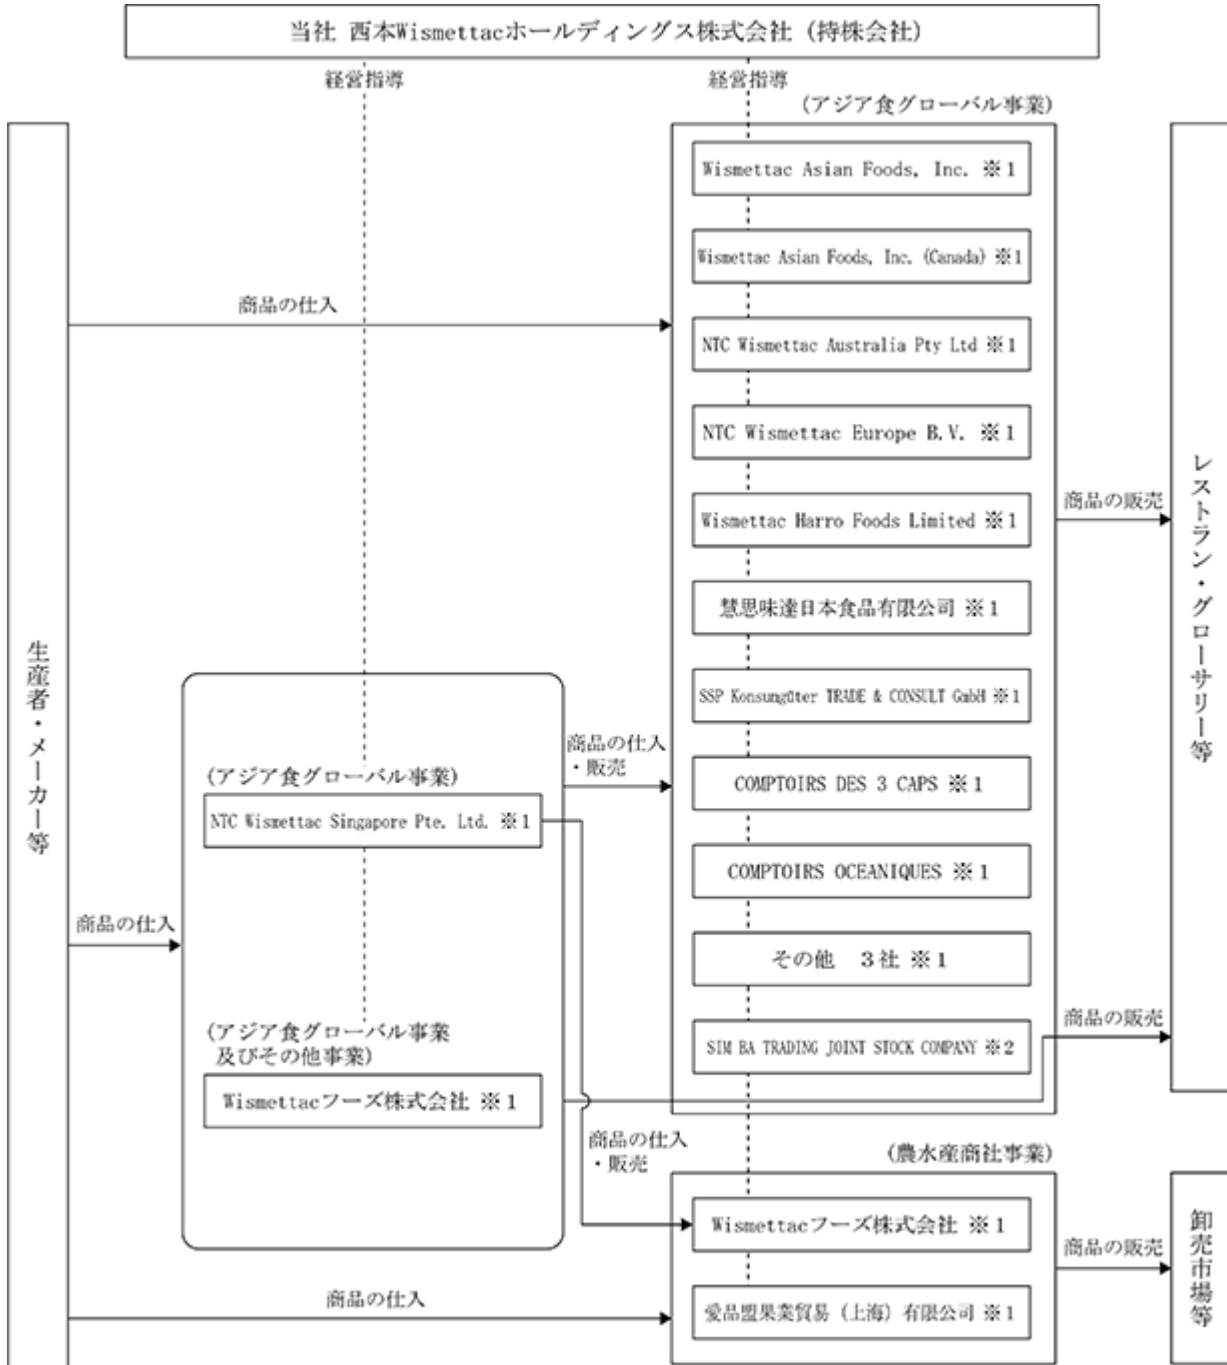 当社 西本Wismettacホールディングス株式会社（持株会社）
経営指導
経営指導
(アジア食グローバル事業)
Wismettac Asian Foods, Inc. ※1
Wismettac Asian Foods, Inc. (Canada) ※1
商品の仕入
NTC Wismettac Australia Pty Ltd ※1
NTC Wismettac Europe B.V. ※1
Wismettac Harro Foods Limited ※1
商品の販売
レストラン・グローサリー等
慧思味達日本食品有限公司 ※1
生産者・メーカー等
SSP Konsungüter TRADE & CONSULT GmbH ※1
商品の仕入
・販売
(アジア食グローバル事業)
NTC Wismettac Singapore Pte. Ltd. ※1
COMPTOIRS DES 3 CAPS ※1
COMPTOIRS OCEANIQUES ※1
商品の仕入
その他　3社 ※1
(アジア食グローバル事業
及びその他事業)
Wismettacフーズ株式会社 ※1
SIM BA TRADING JOINT STOCK COMPANY ※2
商品の販売
商品の仕入
・販売
(農水産商社事業)
Wismettacフーズ株式会社 ※1
商品の販売
卸売市場等
商品の仕入
愛品盟果業貿易（上海）有限公司 ※1